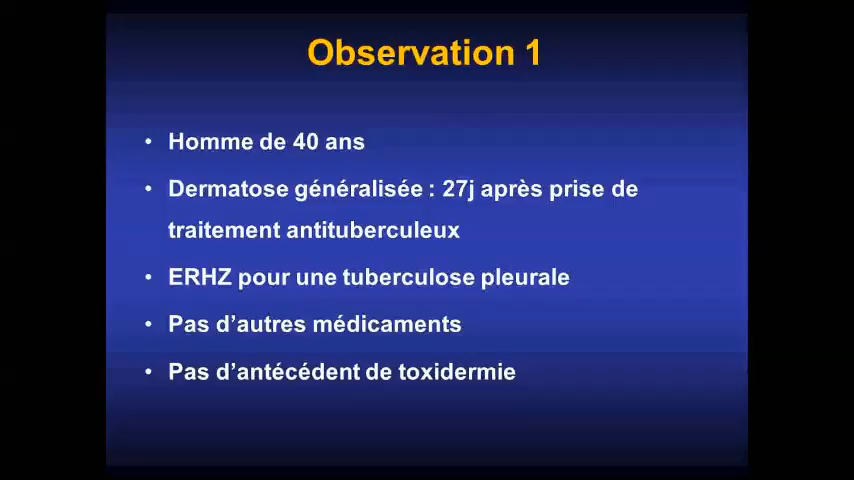 Observation 1
• Homme de 40 ans
• Dermatose généralisée : 27j après prise de
traitement antituberculeux
• ERHZ pour une tuberculose pleurale
• Pas d'autres médicaments
• Pas d'antécédent de toxidermie